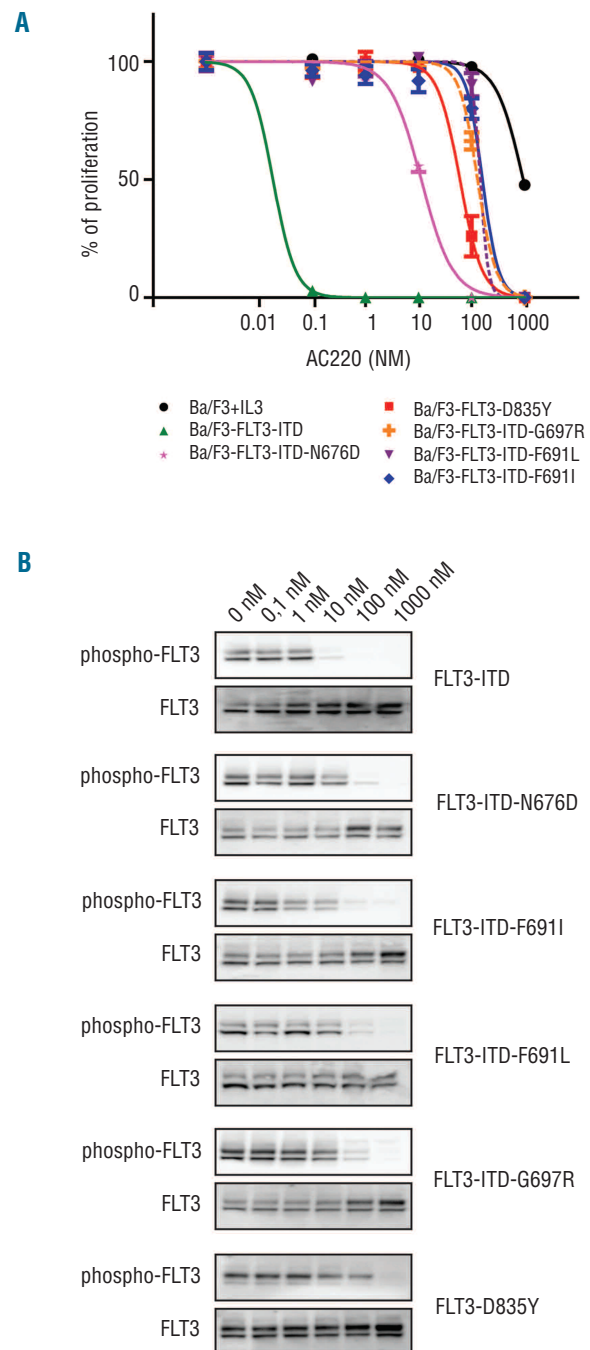 A
% of proliferation
100
50
0
0.01 0.1 1 10 100 1000
AC220 (NM)
Ba/F3+IL3
Ba/F3-FLT3-ITD
Ba/F3-FLT3-ITD-N676D
Ba/F3-FLT3-D835Y
Ba/F3-FLT3-ITD-G697R
Ba/F3-FLT3-ITD-F691L
Ba/F3-FLT3-ITD-F691I
B
0 nM 0,1 nM 1 nM 10 nM 100 nM 1000 nM
phospho-FLT3
FLT3-ITD
FLT3
phospho-FLT3
FLT3-ITD-N676D
FLT3
phospho-FLT3
FLT3-ITD-F691I
FLT3
phospho-FLT3
FLT3-ITD-F691L
FLT3
phospho-FLT3
FLT3-ITD-G697R
FLT3
phospho-FLT3
FLT3-D835Y
FLT3